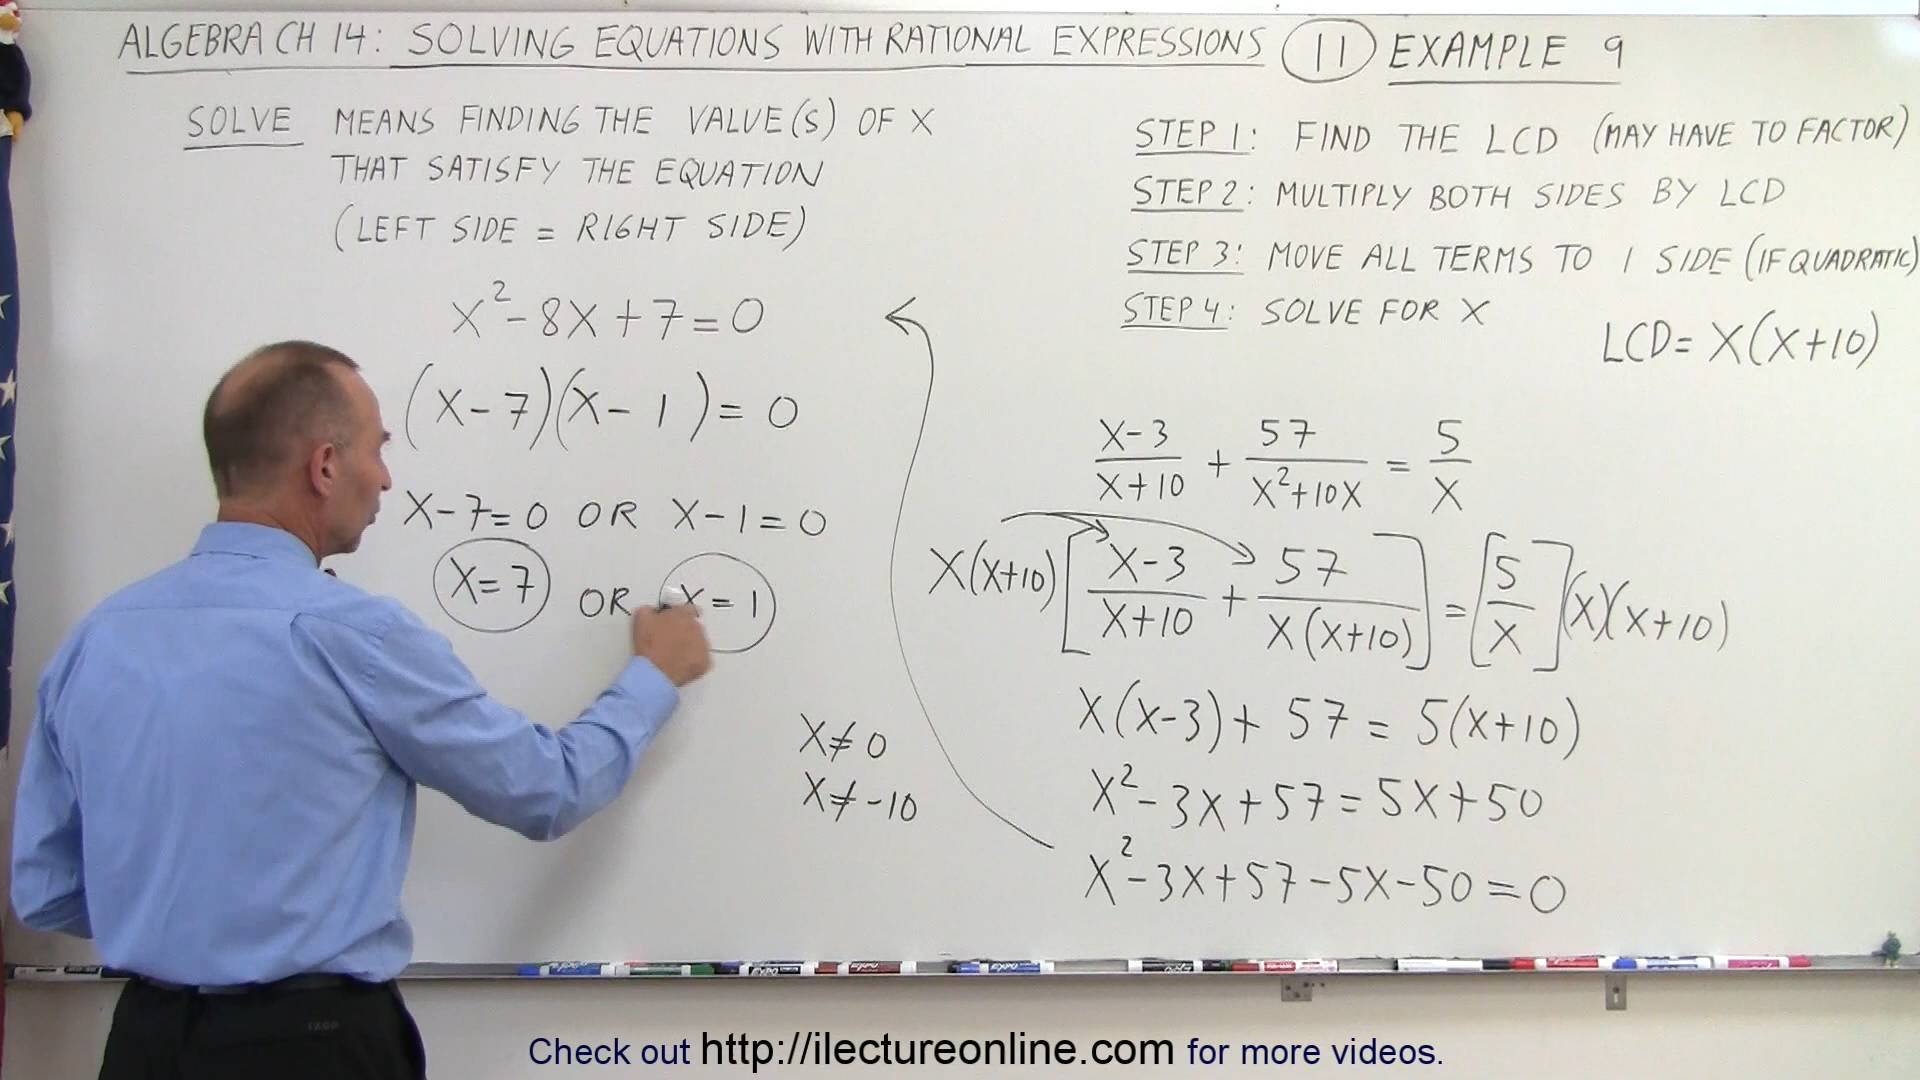 ALGEBRA CH 14: SOLVING EQUATIONS WITH RATIONAL EXPRESSIONS 11 EXAMPLE 9
SOLVE MEANS FINDING THE VALUE(S) OF X
THAT SATISFY THE EQUATION
(LEFT SIDE = RIGHT SIDE)
X² - 8X + 7 = 0
(X - 7)(X - 1) = 0
X - 7 = 0 OR X - 1 = 0
X = 7 OR X = 1
X ≠ 0
X ≠ -10
STEP 1: FIND THE LCD (MAY HAVE TO FACTOR)
STEP 2: MULTIPLY BOTH SIDES BY LCD
STEP 3: MOVE ALL TERMS TO 1 SIDE (IF QUADRATIC)
STEP 4: SOLVE FOR X
LCD = X(X+10)
X-3/X+10 + 57/X²+10X = 5/X
X(X+10) [X-3/X+10 + 57/X(X+10)] = [5/X](X)(X+10)
X(X-3) + 57 = 5(X+10)
X² - 3X + 57 = 5X + 50
X² - 3X + 57 - 5X - 50 = 0
Check out http://ilectureonline.com for more videos.